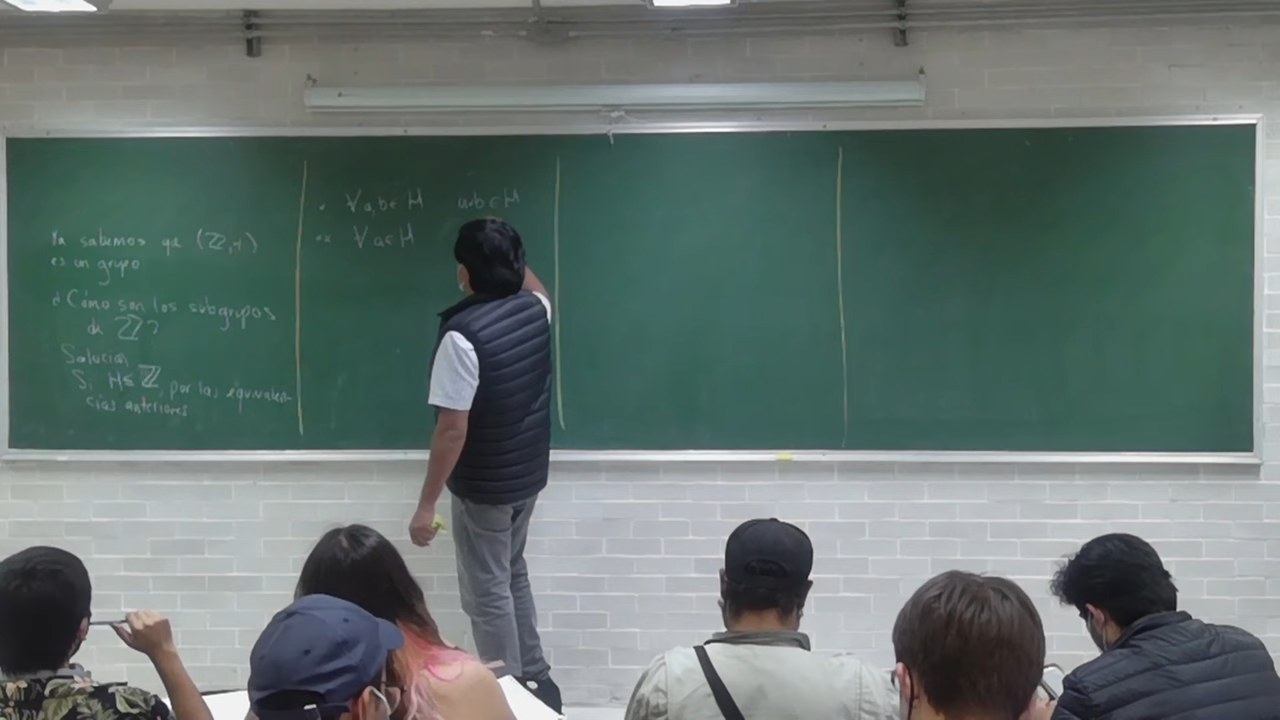 Ya sabemos que (ℤ,+)
es un grupo
¿Cómo son los subgrupos
de ℤ?
Solución
Si H≤ℤ, por las equivalen-
cias anteriores
• ∀a,b∈H a+b∈H
•• ∀a∈H